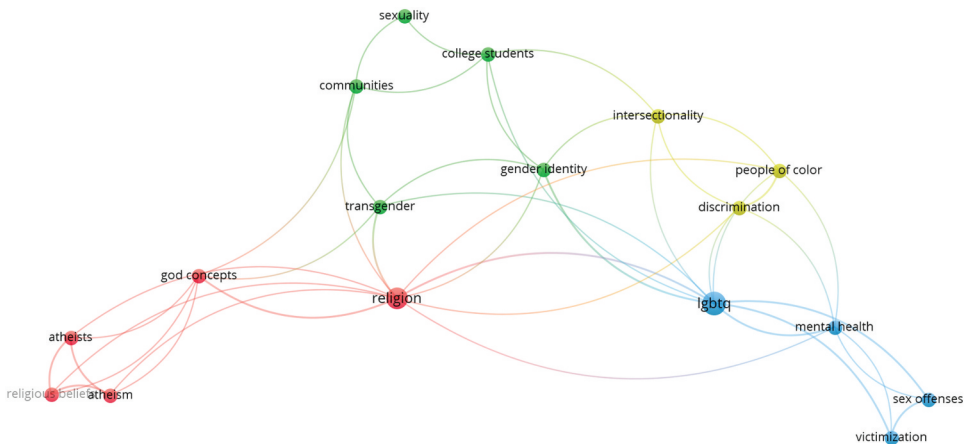 sexuality
college students
communities
intersectionality
gender identity
people of color
transgender
discrimination
god concepts
religion
lgbtq
mental health
atheists
religious beliefs
atheism
sex offenses
victimization